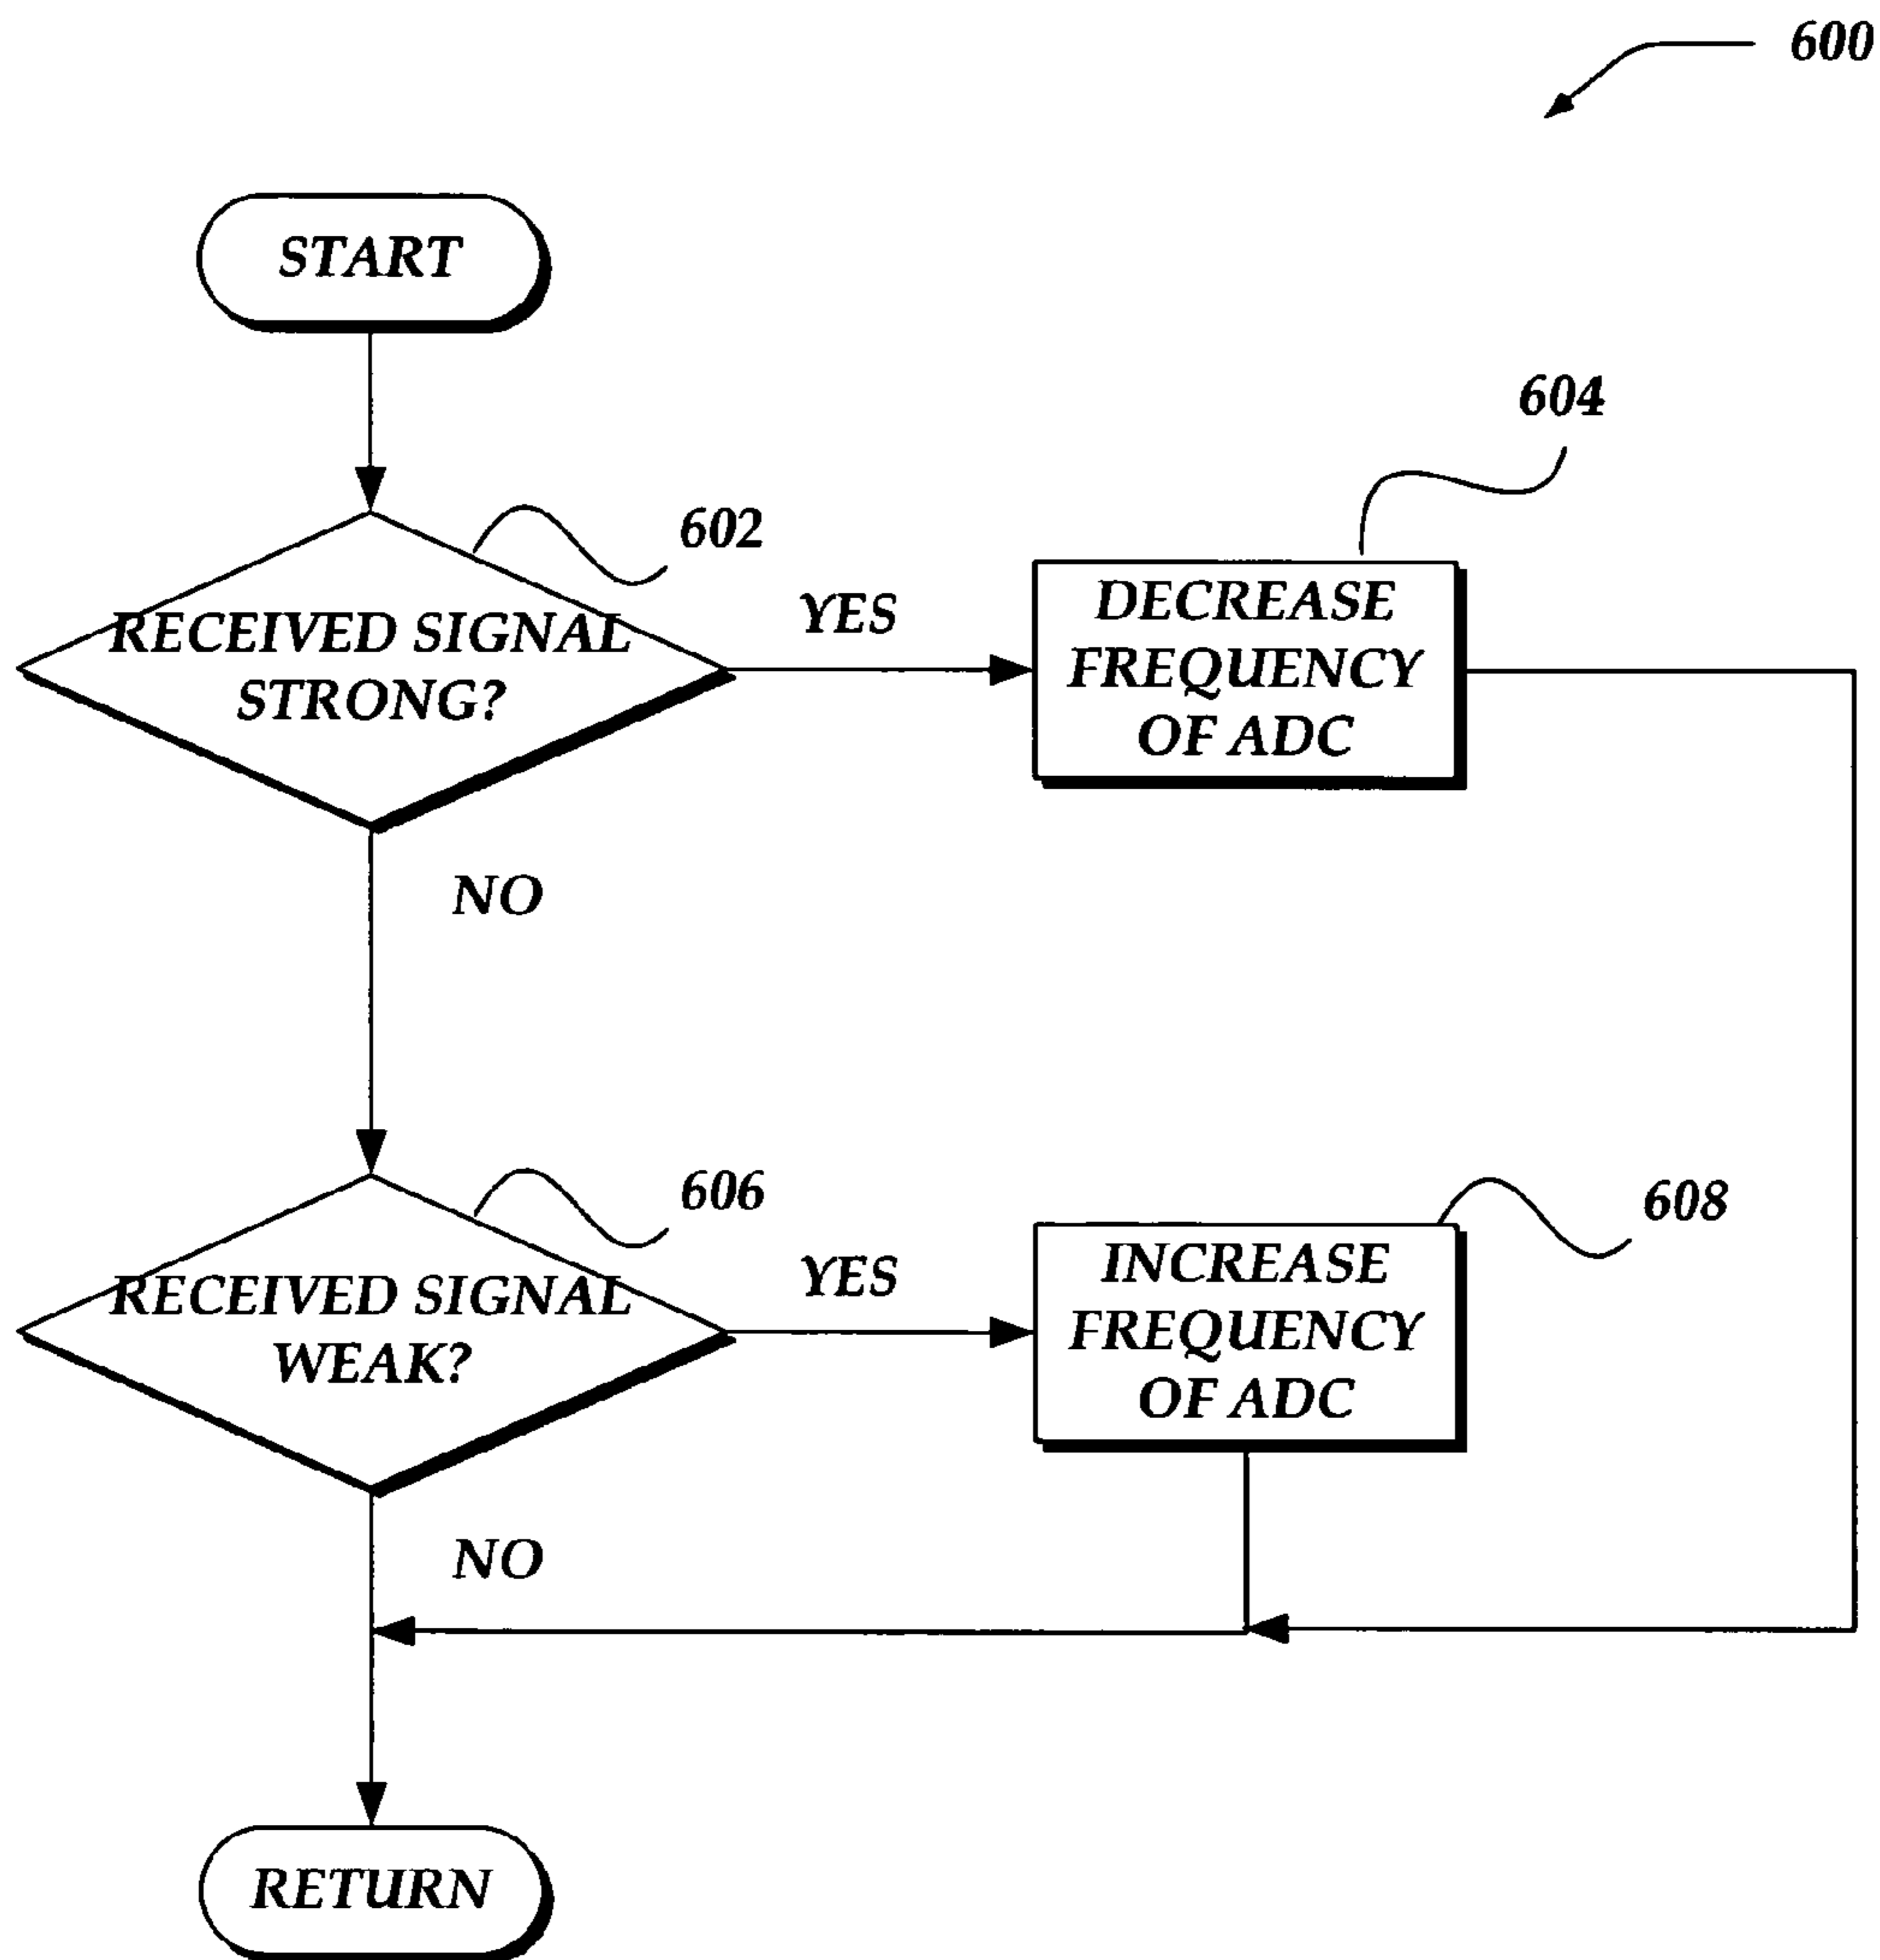 600
START
604
602
RECEIVED SIGNAL
STRONG?
YES
DECREASE
FREQUENCY
OF ADC
NO
606
608
RECEIVED SIGNAL
WEAK?
YES
INCREASE
FREQUENCY
OF ADC
NO
RETURN